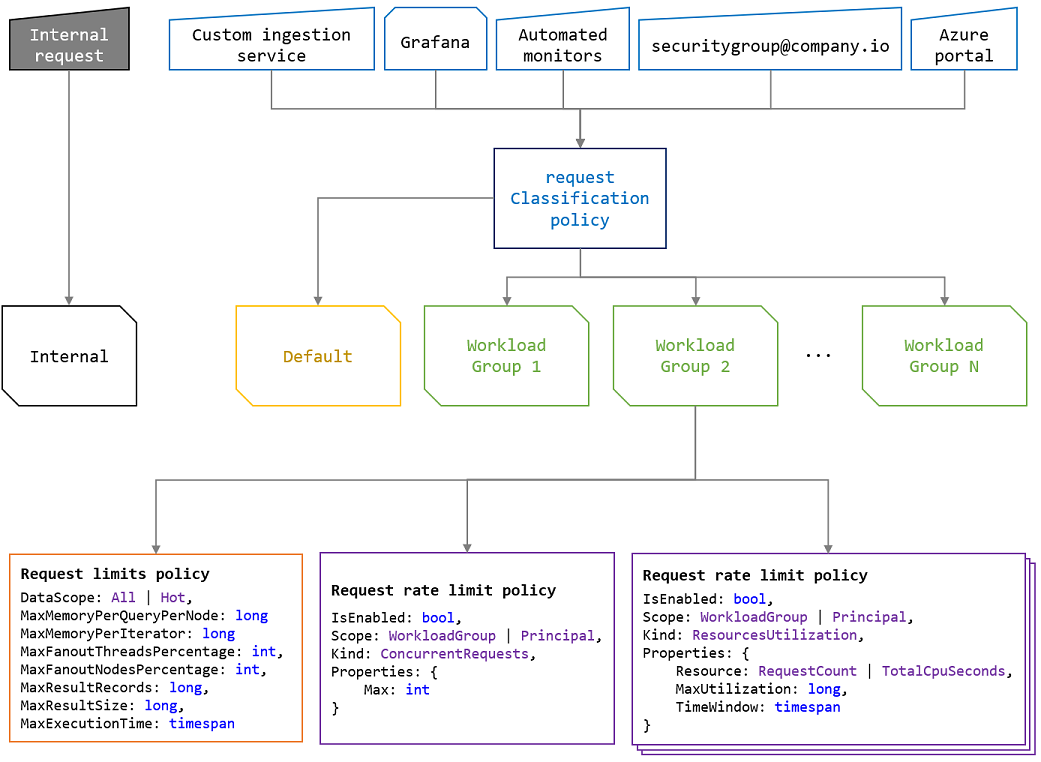 Internal
request
Custom ingestion
service
Grafana
Automated
monitors
securitygroup@company.io
Azure
portal
request
Classification
policy
Internal
Default
Workload
Group 1
Workload
Group 2
...
Workload
Group N
Request limits policy
DataScope: All | Hot,
MaxMemoryPerQueryPerNode: long
MaxMemoryPerIterator: long
MaxFanoutThreadsPercentage: int,
MaxFanoutNodesPercentage: int,
MaxResultRecords: long,
MaxResultSize: long,
MaxExecutionTime: timespan
Request rate limit policy
IsEnabled: bool,
Scope: WorkloadGroup | Principal,
Kind: ConcurrentRequests,
Properties: {
Max: int
}
Request rate limit policy
IsEnabled: bool,
Scope: WorkloadGroup | Principal,
Kind: ResourcesUtilization,
Properties: {
Resource: RequestCount | TotalCpuSeconds,
MaxUtilization: long,
TimeWindow: timespan
}